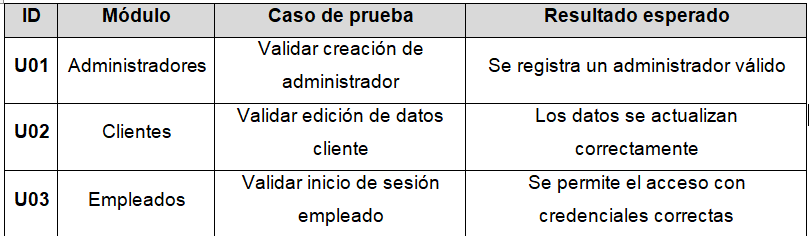 ID Módulo Caso de prueba Resultado esperado
U01 Administradores Validar creación de administrador Se registra un administrador válido
U02 Clientes Validar edición de datos cliente Los datos se actualizan correctamente
U03 Empleados Validar inicio de sesión empleado Se permite el acceso con credenciales correctas